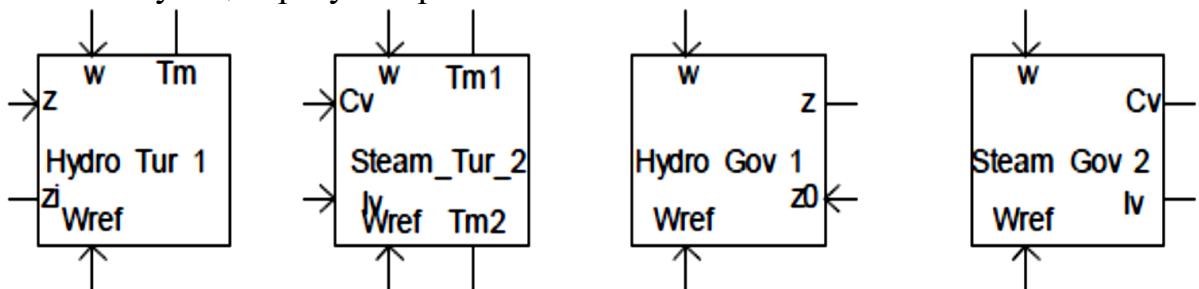 w Tm
z
Hydro Tur 1
zi
Wref
w Tm1
Cv
Steam_Tur_2
Iv
Wref Tm2
w
z
Hydro Gov 1
z0
Wref
w
Cv
Steam Gov 2
Iv
Wref